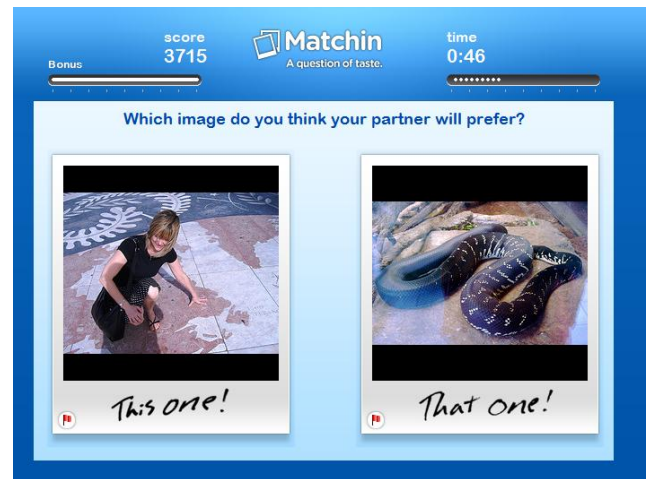 score
3715
Bonus
Matchin
A question of taste.
time
0:46
Which image do you think your partner will prefer?
This one!
That one!